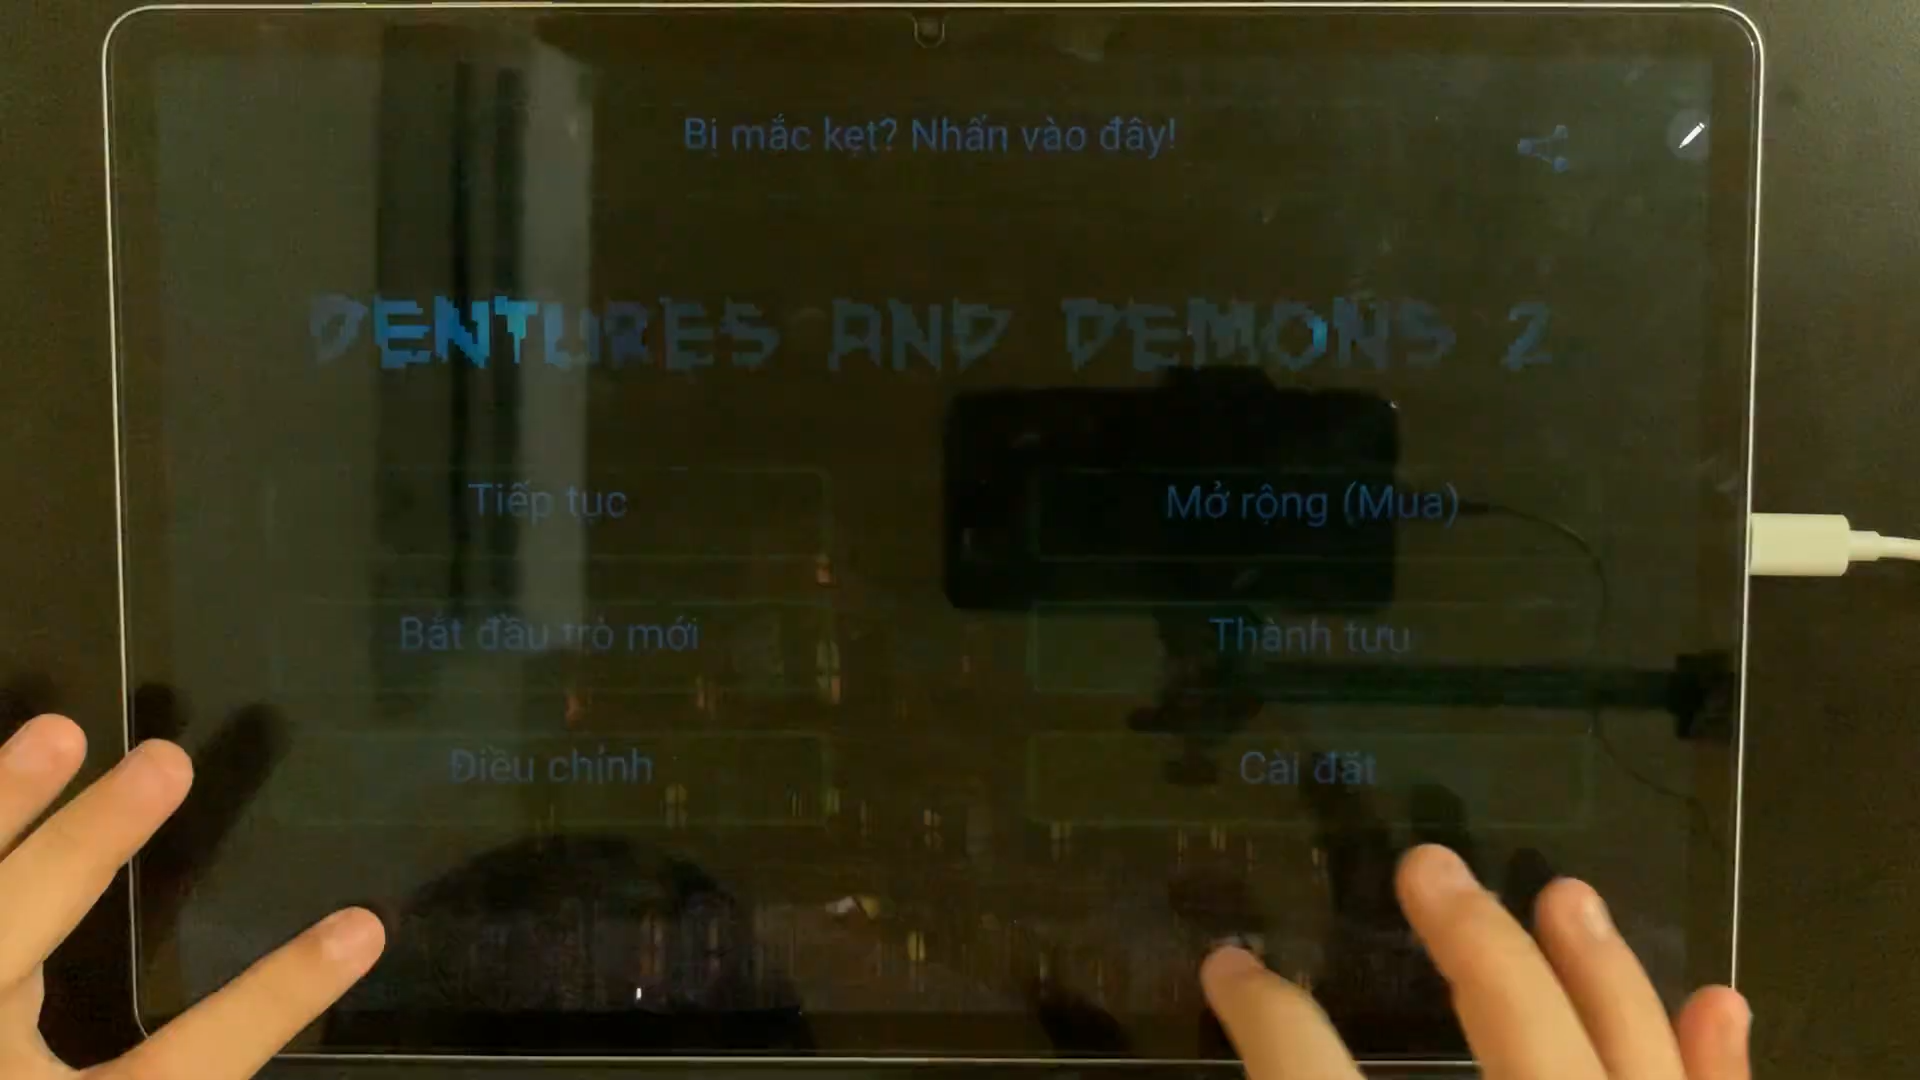 Bị mắc kẹt? Nhấn vào đây!
DENTURES AND DEMONS 2
Tiếp tục
Mở rộng (Mua)
Bắt đầu trò mới
Thành tựu
Điều chỉnh
Cài đặt